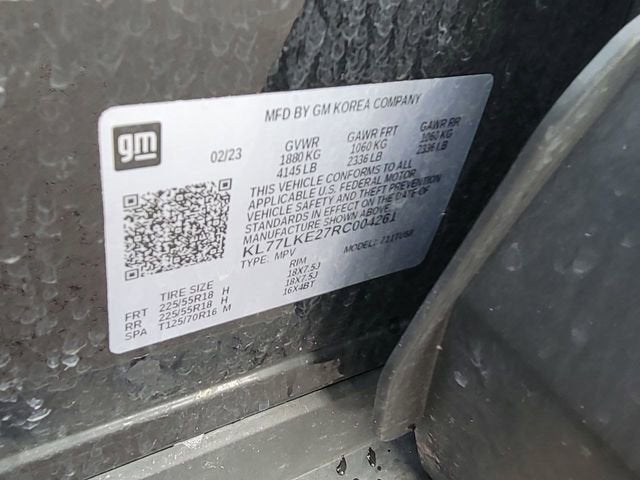 MFD BY GM KOREA COMPANY
gm
02/23
GVWR GAWR FRT GAWR RR
1880 KG 1060 KG 1060 KG
4145 LB 2336 LB 2336 LB
THIS VEHICLE CONFORMS TO ALL
APPLICABLE U.S. FEDERAL MOTOR
VEHICLE SAFETY AND THEFT PREVENTION
STANDARDS IN EFFECT ON THE DATE OF
MANUFACTURE SHOWN ABOVE.
KL77LKE27RC004261
TYPE: MPV MODEL: 211TU58
TIRE SIZE RIM
FRT 225/55R18 H 18X7.5J
RR 225/55R18 H 18X7.5J
SPA T125/70R16 M 16X4BT